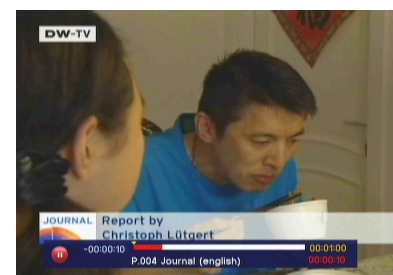 DW-TV
JOURNAL
Report by
Christoph Lütgert
-00:00:10
00:01:00
P.004 Journal (english)
00:00:10